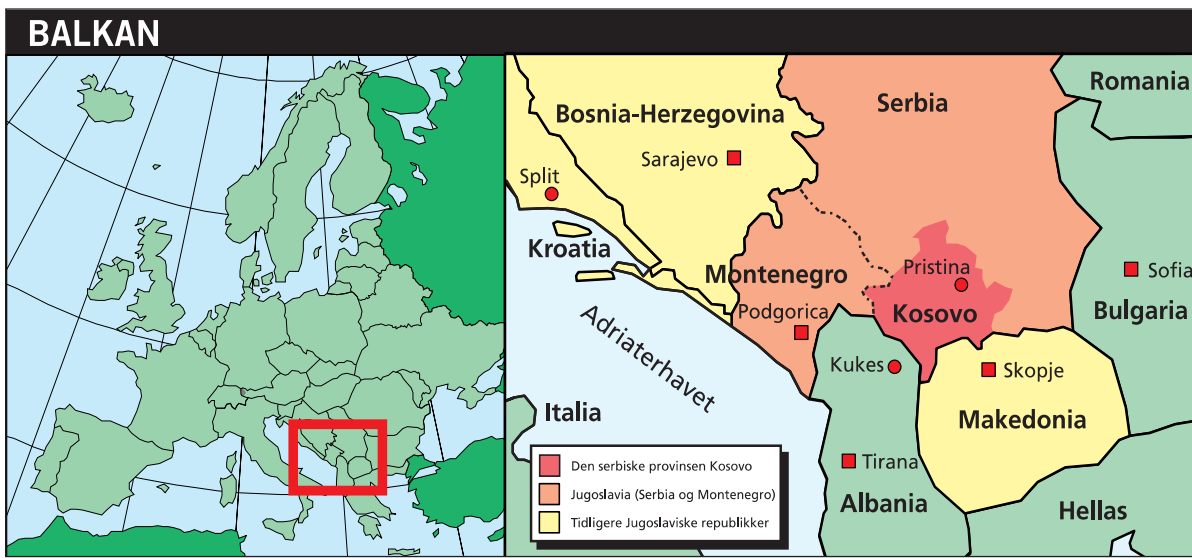 BALKAN
Romania
Serbia
Bosnia-Herzegovina
Sarajevo
Split
Kroatia
Montenegro
Pristina
Sofia
Kosovo
Bulgaria
Podgorica
Adriaterhavet
Kukes
Skopje
Italia
Makedonia
Den serbiske provinsen Kosovo
Jugoslavia (Serbia og Montenegro)
Tidligere Jugoslaviske republikker
Tirana
Albania
Hellas